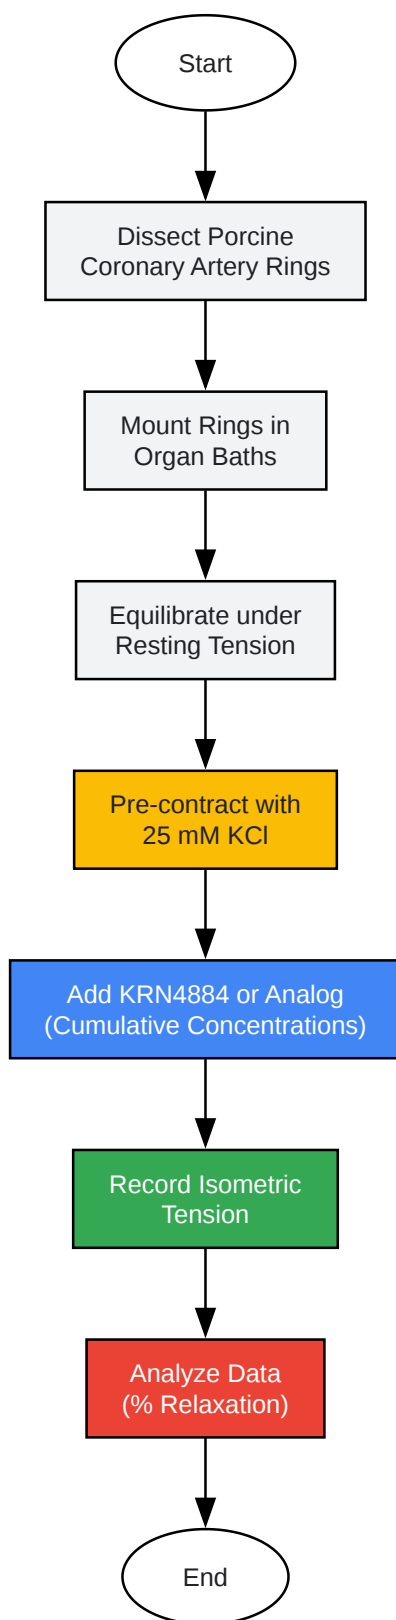 Start
Dissect Porcine
Coronary Artery Rings
Mount Rings in
Organ Baths
Equilibrate under
Resting Tension
Pre-contract with
25 mM KCl
Add KRN4884 or Analog
(Cumulative Concentrations)
Record Isometric
Tension
Analyze Data
(% Relaxation)
End